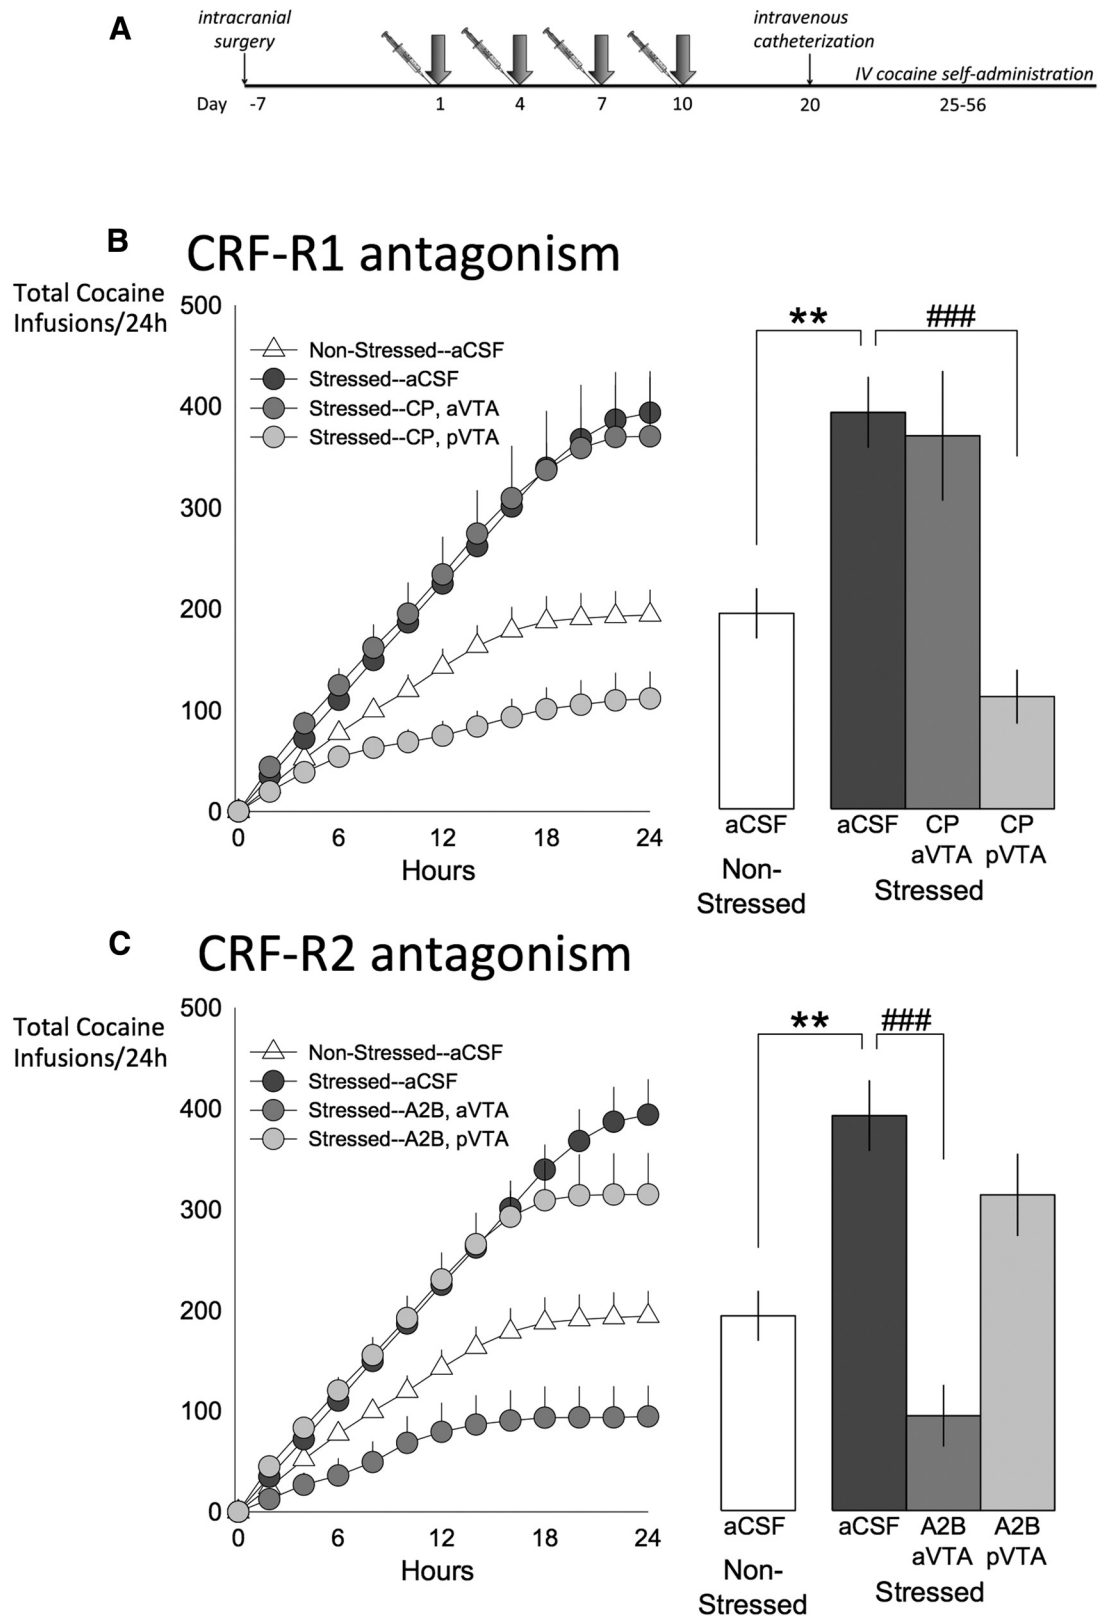 A
intracranial
surgery
intravenous
catheterization
IV cocaine self-administration
Day -7 1 4 7 10 20 25-56
B
CRF-R1 antagonism
Total Cocaine
Infusions/24h
500
400
300
200
100
0
Non-Stressed--aCSF
Stressed--aCSF
Stressed--CP, aVTA
Stressed--CP, pVTA
0 6 12 18 24
Hours
** ###
aCSF aCSF CP CP
aVTA pVTA
Non-
Stressed
Stressed
C
CRF-R2 antagonism
Total Cocaine
Infusions/24h
500
400
300
200
100
0
Non-Stressed--aCSF
Stressed--aCSF
Stressed--A2B, aVTA
Stressed--A2B, pVTA
0 6 12 18 24
Hours
** ###
aCSF aCSF A2B A2B
aVTA pVTA
Non-
Stressed
Stressed